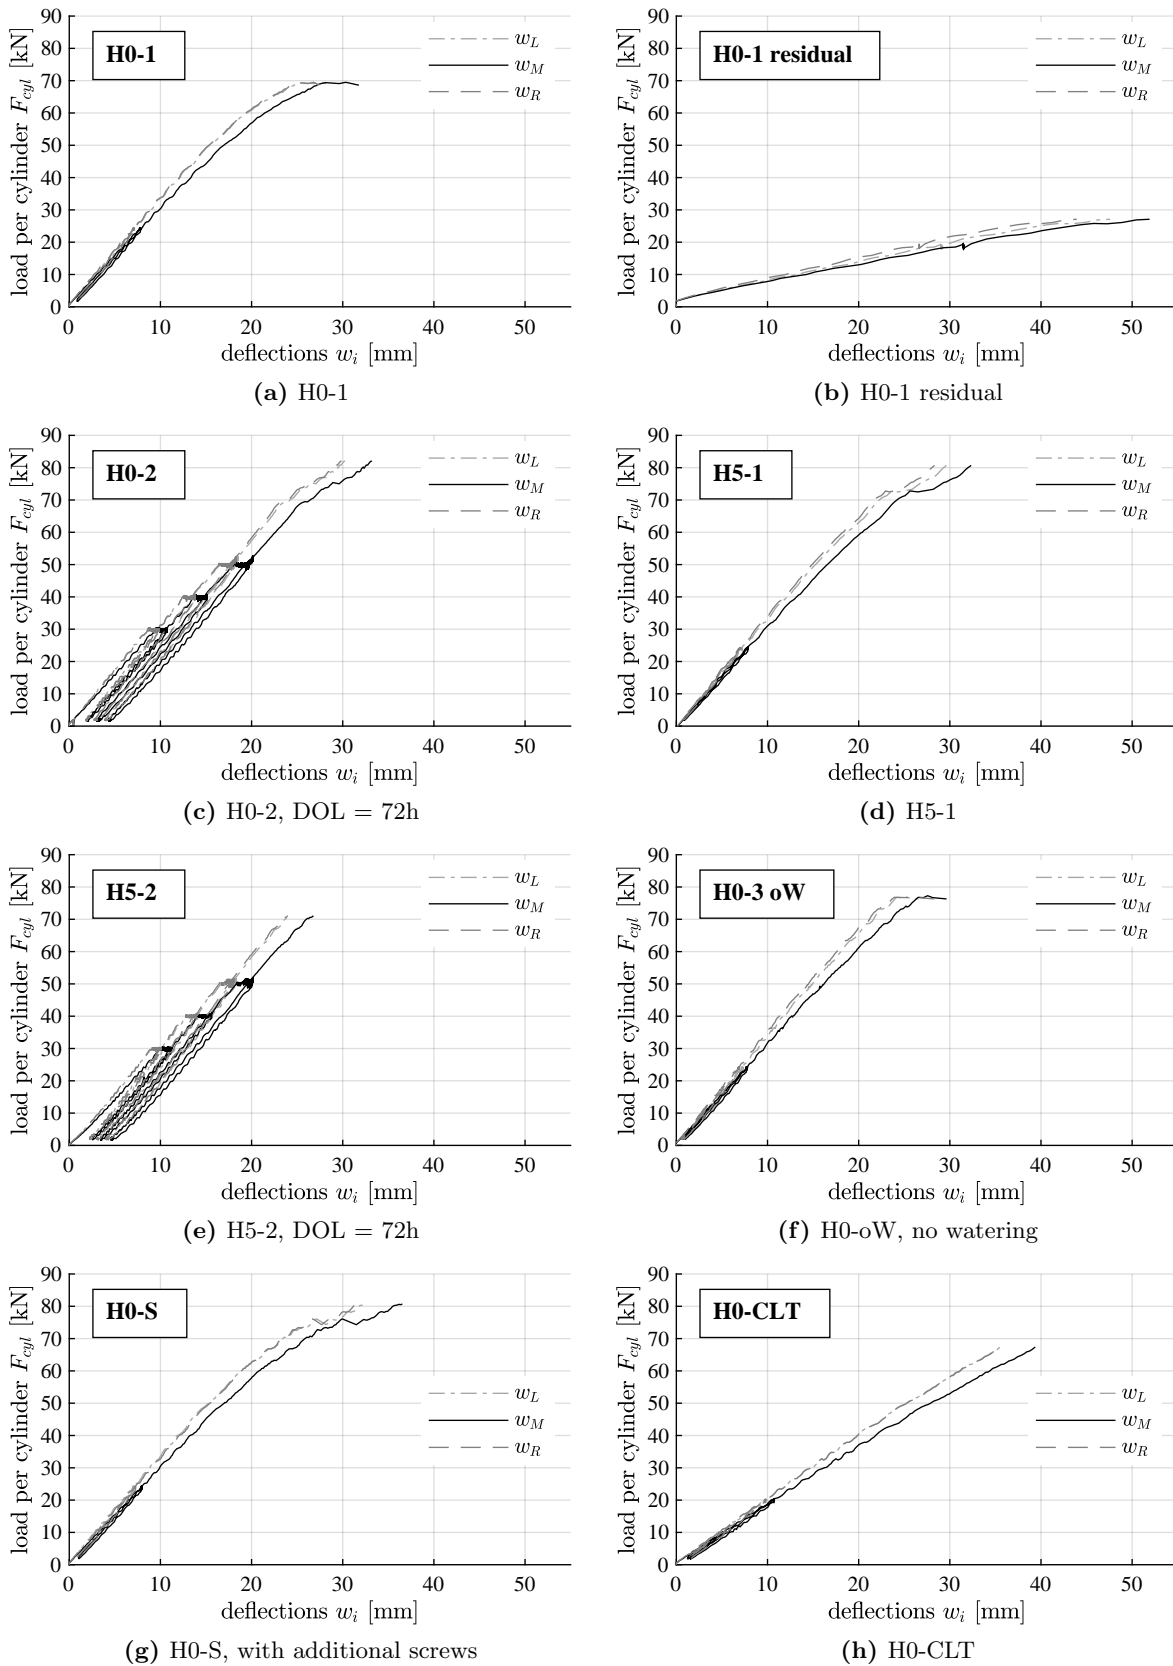 load per cylinder F_cyl [kN]
90
80
70
60
50
40
30
20
10
0
H0-1
w_L
w_M
w_R
0 10 20 30 40 50
deflections w_i [mm]
(a) H0-1
load per cylinder F_cyl [kN]
90
80
70
60
50
40
30
20
10
0
H0-1 residual
w_L
w_M
w_R
0 10 20 30 40 50
deflections w_i [mm]
(b) H0-1 residual
load per cylinder F_cyl [kN]
90
80
70
60
50
40
30
20
10
0
H0-2
w_L
w_M
w_R
0 10 20 30 40 50
deflections w_i [mm]
(c) H0-2, DOL = 72h
load per cylinder F_cyl [kN]
90
80
70
60
50
40
30
20
10
0
H5-1
w_L
w_M
w_R
0 10 20 30 40 50
deflections w_i [mm]
(d) H5-1
load per cylinder F_cyl [kN]
90
80
70
60
50
40
30
20
10
0
H5-2
w_L
w_M
w_R
0 10 20 30 40 50
deflections w_i [mm]
(e) H5-2, DOL = 72h
load per cylinder F_cyl [kN]
90
80
70
60
50
40
30
20
10
0
H0-3 oW
w_L
w_M
w_R
0 10 20 30 40 50
deflections w_i [mm]
(f) H0-oW, no watering
load per cylinder F_cyl [kN]
90
80
70
60
50
40
30
20
10
0
H0-S
w_L
w_M
w_R
0 10 20 30 40 50
deflections w_i [mm]
(g) H0-S, with additional screws
load per cylinder F_cyl [kN]
90
80
70
60
50
40
30
20
10
0
H0-CLT
w_L
w_M
w_R
0 10 20 30 40 50
deflections w_i [mm]
(h) H0-CLT